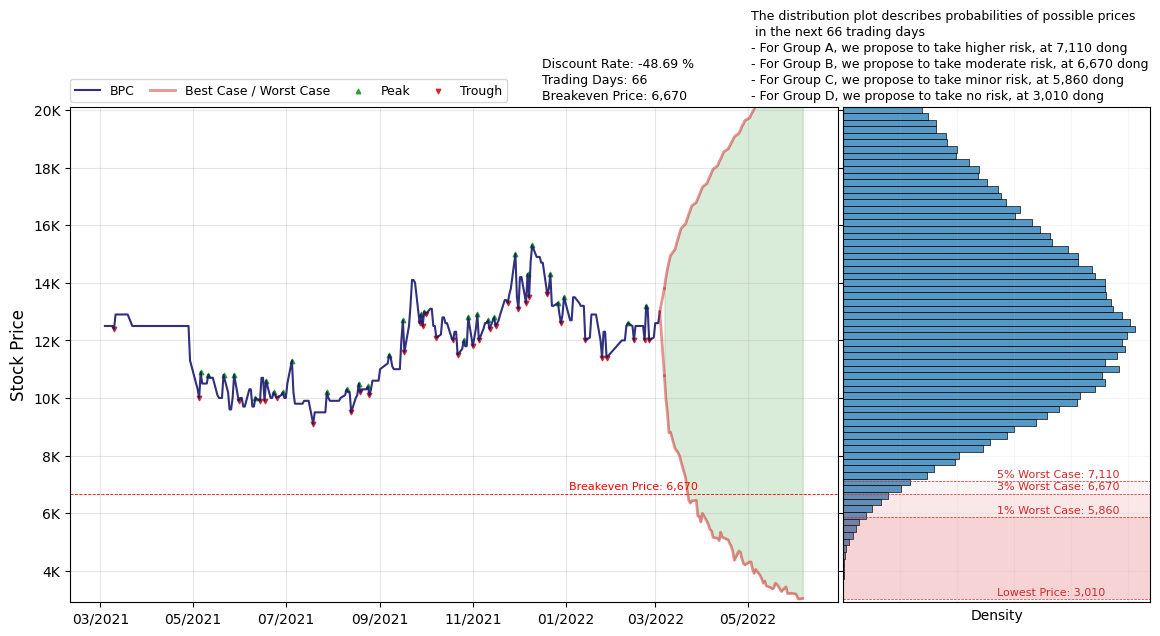 The distribution plot describes probabilities of possible prices
in the next 66 trading days
- For Group A, we propose to take higher risk, at 7,110 dong
- For Group B, we propose to take moderate risk, at 6,670 dong
- For Group C, we propose to take minor risk, at 5,860 dong
- For Group D, we propose to take no risk, at 3,010 dong
Discount Rate: -48.69 %
Trading Days: 66
Breakeven Price: 6,670
BPC Best Case / Worst Case Peak Trough
20K
18K
16K
14K
12K
10K
8K
6K
4K
Stock Price
Breakeven Price: 6,670
03/2021 05/2021 07/2021 09/2021 11/2021 01/2022 03/2022 05/2022
5% Worst Case: 7,110
3% Worst Case: 6,670
1% Worst Case: 5,860
Lowest Price: 3,010
Density